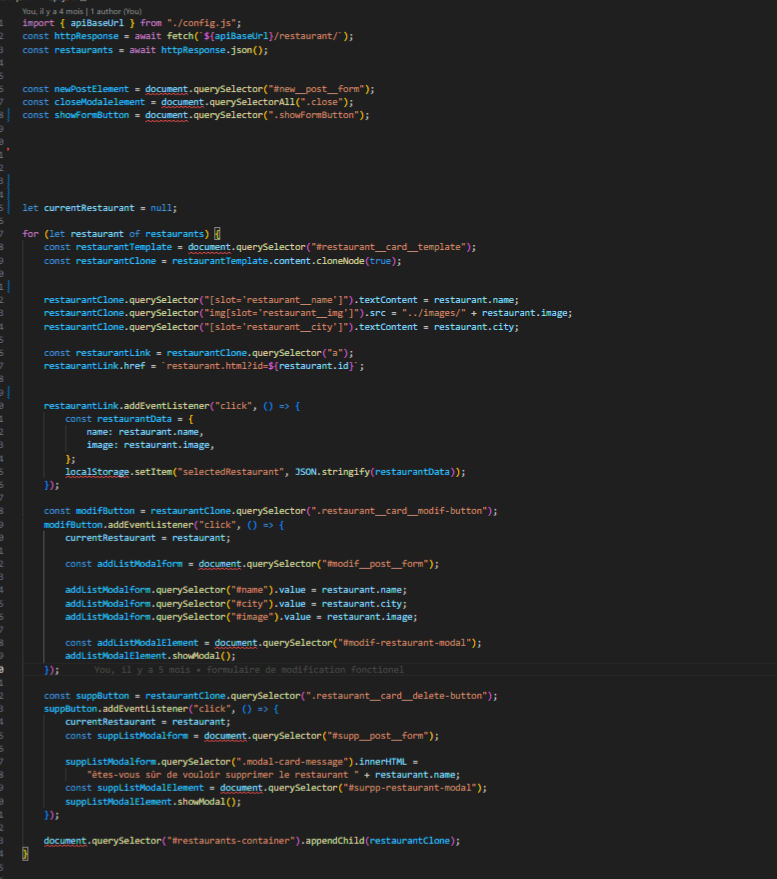 You, il y a 4 mois | 1 author (You)
import { apiBaseUrl } from "./config.js";
const httpResponse = await fetch(`${apiBaseUrl}/restaurant/`);
const restaurants = await httpResponse.json();
const newPostElement = document.querySelector("#new__post__form");
const closeModalelement = document.querySelectorAll(".close");
const showFormButton = document.querySelector(".showFormButton");
let currentRestaurant = null;
for (let restaurant of restaurants) {
const restaurantTemplate = document.querySelector("#restaurant__card__template");
const restaurantClone = restaurantTemplate.content.cloneNode(true);
restaurantClone.querySelector("[slot='restaurant__name']").textContent = restaurant.name;
restaurantClone.querySelector("img[slot='restaurant__img']").src = "../images/" + restaurant.image;
restaurantClone.querySelector("[slot='restaurant__city']").textContent = restaurant.city;
const restaurantLink = restaurantClone.querySelector("a");
restaurantLink.href = `restaurant.html?id=${restaurant.id}`;
restaurantLink.addEventListener("click", () => {
const restaurantData = {
name: restaurant.name,
image: restaurant.image,
};
localStorage.setItem("selectedRestaurant", JSON.stringify(restaurantData));
});
const modifButton = restaurantClone.querySelector(".restaurant__card__modif-button");
modifButton.addEventListener("click", () => {
currentRestaurant = restaurant;
const addListModalform = document.querySelector("#modif__post__form");
addListModalform.querySelector("#name").value = restaurant.name;
addListModalform.querySelector("#city").value = restaurant.city;
addListModalform.querySelector("#image").value = restaurant.image;
const addListModalElement = document.querySelector("#modif-restaurant-modal");
addListModalElement.showModal();
}); You, il y a 5 mois • formulaire de modification fonctionel
const suppButton = restaurantClone.querySelector(".restaurant__card__delete-button");
suppButton.addEventListener("click", () => {
currentRestaurant = restaurant;
const suppListModalform = document.querySelector("#supp__post__form");
suppListModalform.querySelector(".modal-card-message").innerHTML =
"êtes-vous sûr de vouloir supprimer le restaurant " + restaurant.name;
const suppListModalElement = document.querySelector("#surpp-restaurant-modal");
suppListModalElement.showModal();
});
document.querySelector("#restaurants-container").appendChild(restaurantClone);
}